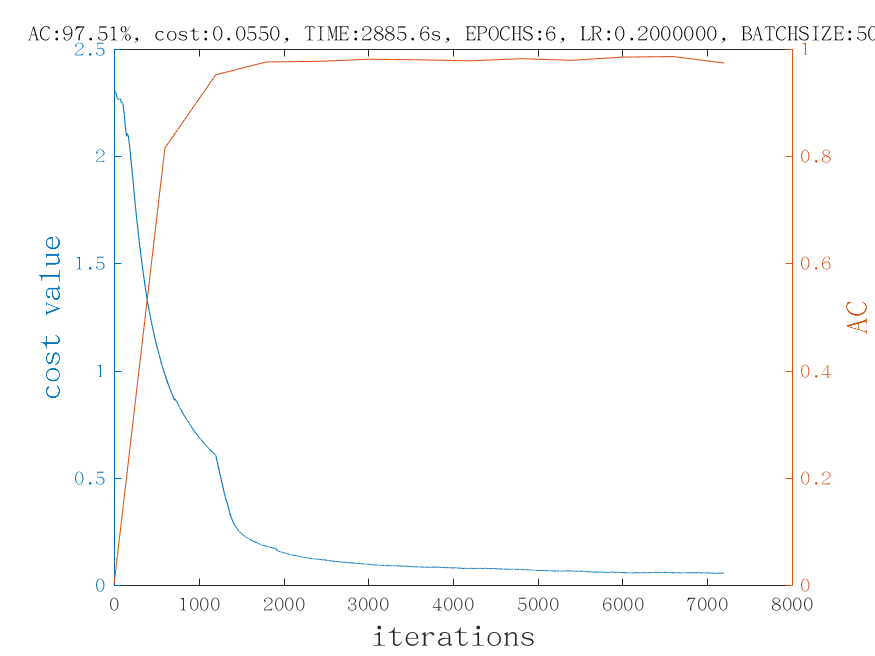 AC:97.51%, cost:0.0550, TIME:2885.6s, EPOCHS:6, LR:0.2000000, BATCHSIZE:50
2.5
2
1.5
1
0.5
0
cost value
1
0.8
0.6
0.4
0.2
0
AC
0 1000 2000 3000 4000 5000 6000 7000 8000
iterations